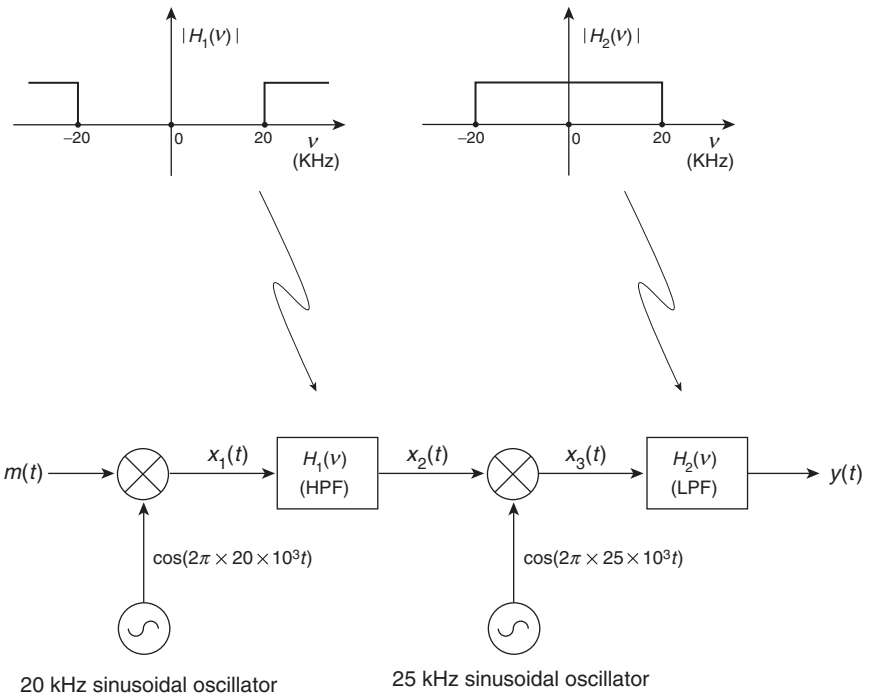 |H₁(ν)|
|H₂(ν)|
−20 0 20 ν
(KHz)
−20 0 20 ν
(KHz)
m(t)
x₁(t)
H₁(ν)
(HPF)
x₂(t)
x₃(t)
H₂(ν)
(LPF)
y(t)
cos(2π × 20 × 10³t)
cos(2π × 25 × 10³t)
20 kHz sinusoidal oscillator
25 kHz sinusoidal oscillator